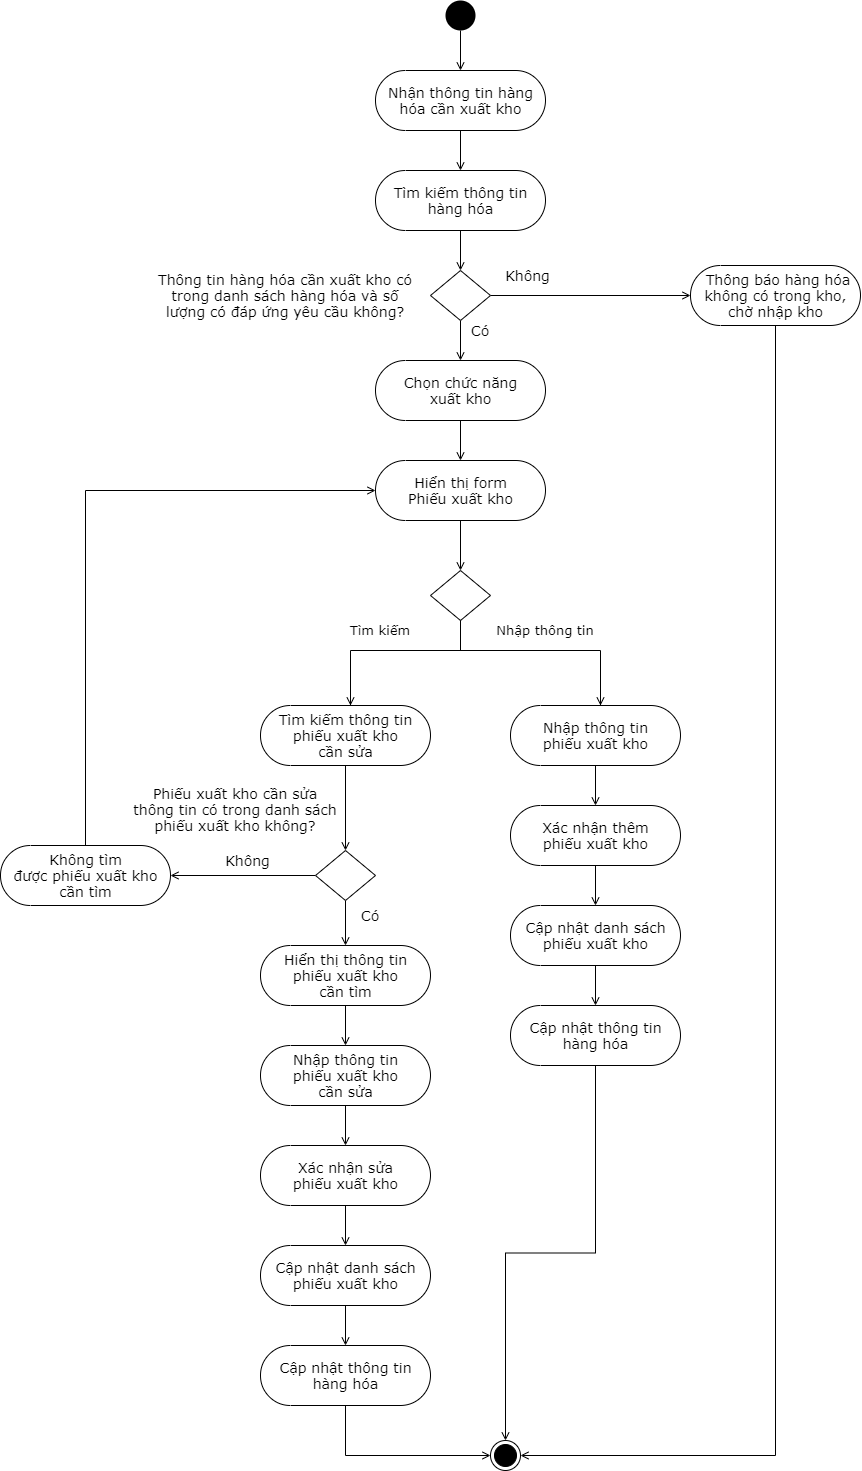 Nhận thông tin hàng
hóa cần xuất kho
Tìm kiếm thông tin
hàng hóa
Thông tin hàng hóa cần xuất kho có
trong danh sách hàng hóa và số
lượng có đáp ứng yêu cầu không?
Không
Thông báo hàng hóa
không có trong kho,
chờ nhập kho
Có
Chọn chức năng
xuất kho
Hiển thị form
Phiếu xuất kho
Tìm kiếm
Nhập thông tin
Tìm kiếm thông tin
phiếu xuất kho
cần sửa
Nhập thông tin
phiếu xuất kho
Phiếu xuất kho cần sửa
thông tin có trong danh sách
phiếu xuất kho không?
Xác nhận thêm
phiếu xuất kho
Không tìm
được phiếu xuất kho
cần tìm
Không
Có
Cập nhật danh sách
phiếu xuất kho
Hiển thị thông tin
phiếu xuất kho
cần tìm
Cập nhật thông tin
hàng hóa
Nhập thông tin
phiếu xuất kho
cần sửa
Xác nhận sửa
phiếu xuất kho
Cập nhật danh sách
phiếu xuất kho
Cập nhật thông tin
hàng hóa